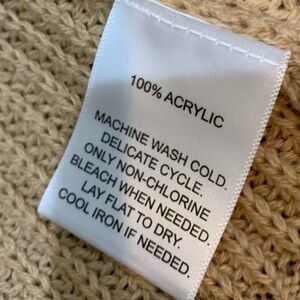 100% ACRYLIC
MACHINE WASH COLD.
DELICATE CYCLE.
ONLY NON-CHLORINE
BLEACH WHEN NEEDED.
LAY FLAT TO DRY.
COOL IRON IF NEEDED.